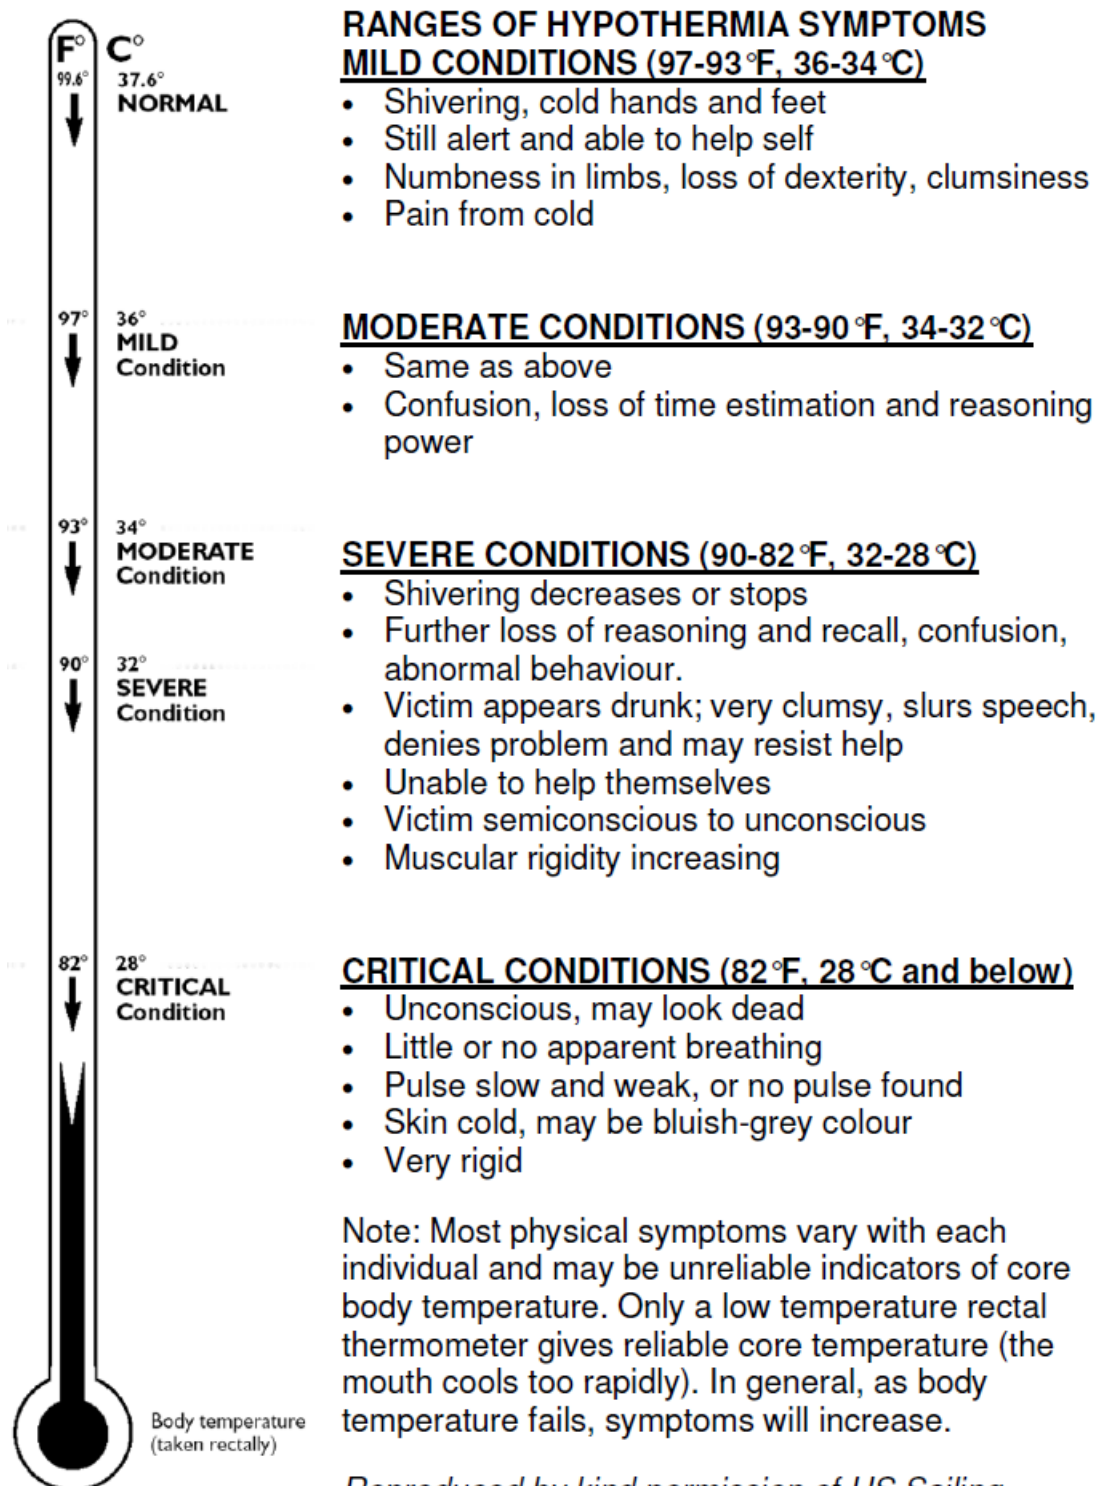 F° C°
99.6° 37.6°
NORMAL
97° 36°
MILD
Condition
93° 34°
MODERATE
Condition
90° 32°
SEVERE
Condition
82° 28°
CRITICAL
Condition
Body temperature
(taken rectally)
RANGES OF HYPOTHERMIA SYMPTOMS
MILD CONDITIONS (97-93°F, 36-34°C)
• Shivering, cold hands and feet
• Still alert and able to help self
• Numbness in limbs, loss of dexterity, clumsiness
• Pain from cold
MODERATE CONDITIONS (93-90°F, 34-32°C)
• Same as above
• Confusion, loss of time estimation and reasoning
power
SEVERE CONDITIONS (90-82°F, 32-28°C)
• Shivering decreases or stops
• Further loss of reasoning and recall, confusion,
abnormal behaviour.
• Victim appears drunk; very clumsy, slurs speech,
denies problem and may resist help
• Unable to help themselves
• Victim semiconscious to unconscious
• Muscular rigidity increasing
CRITICAL CONDITIONS (82°F, 28°C and below)
• Unconscious, may look dead
• Little or no apparent breathing
• Pulse slow and weak, or no pulse found
• Skin cold, may be bluish-grey colour
• Very rigid
Note: Most physical symptoms vary with each
individual and may be unreliable indicators of core
body temperature. Only a low temperature rectal
thermometer gives reliable core temperature (the
mouth cools too rapidly). In general, as body
temperature fails, symptoms will increase.
Reproduced by kind permission of US Sailing